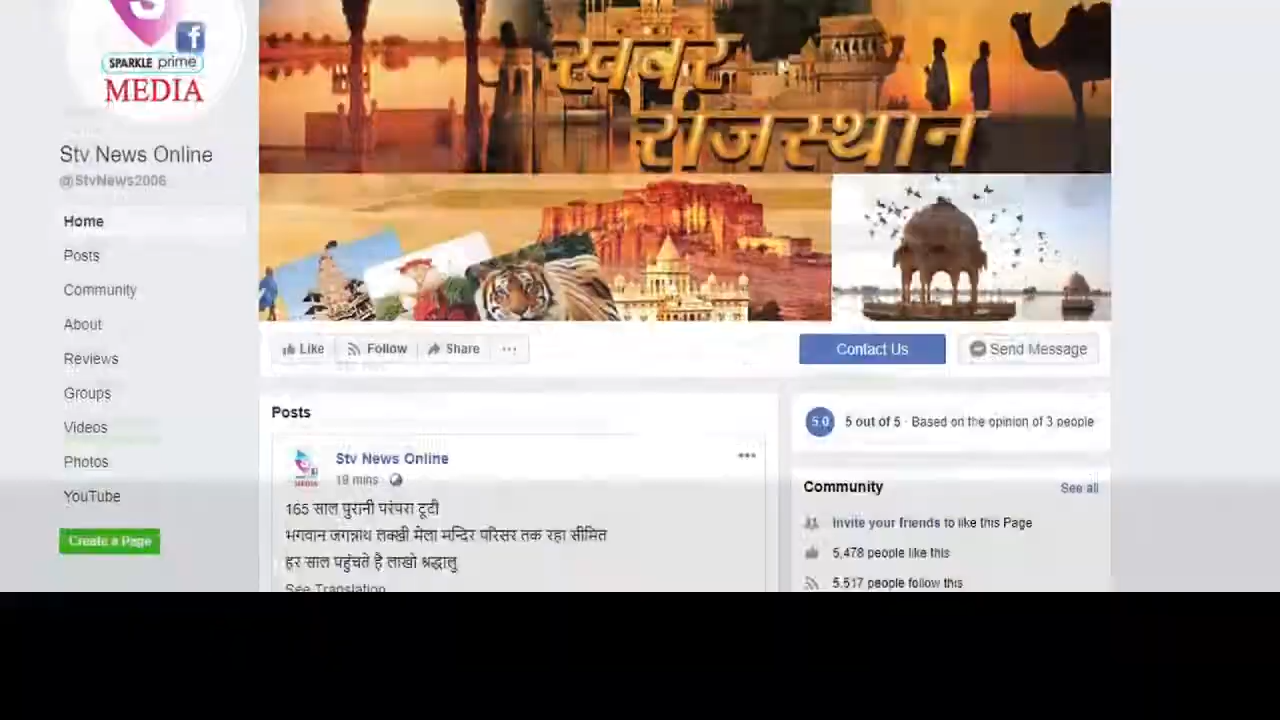 S
f
SPARKLE prime
MEDIA
खबर
राजस्थान
Stv News Online
@StvNews2006
Home
Posts
Community
About
Reviews
Groups
Videos
Photos
YouTube
Create a Page
Like
Follow
Share
...
Contact Us
Send Message
Posts
Stv News Online
...
19 mins
165 साल पुरानी परंपरा टूटी
भगवान जगन्नाथ लक्खी मेला मन्दिर परिसर तक रहा सीमित
हर साल पहुंचते है लाखो श्रद्धालु
See Translation
5.0
5 out of 5 · Based on the opinion of 3 people
Community
See all
Invite your friends to like this Page
5,478 people like this
5,517 people follow this